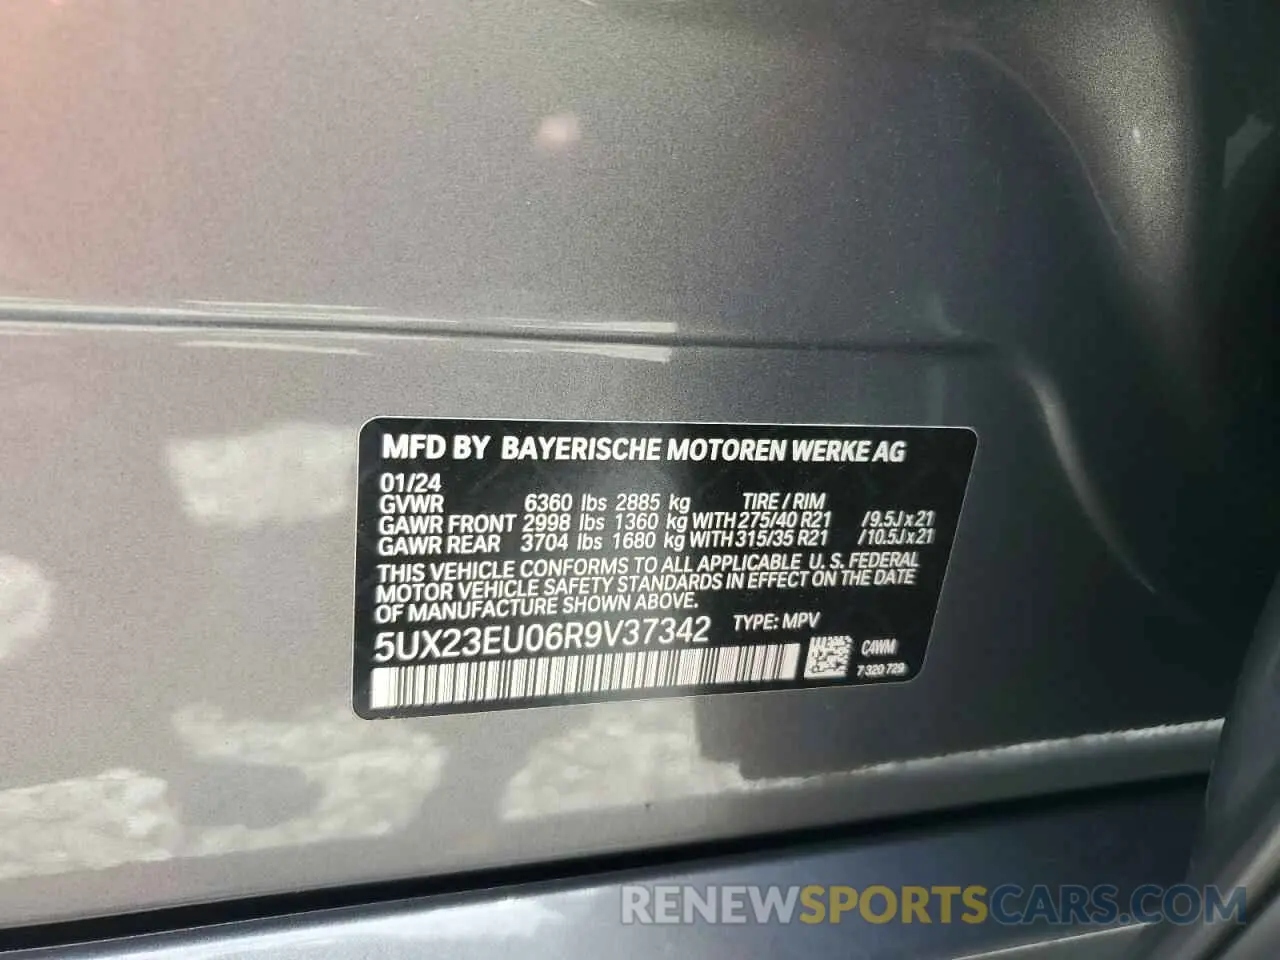 MFD BY BAYERISCHE MOTOREN WERKE AG
01/24
GVWR 6360 lbs 2885 kg TIRE / RIM
GAWR FRONT 2998 lbs 1360 kg WITH 275/40 R21 /9.5J x 21
GAWR REAR 3704 lbs 1680 kg WITH 315/35 R21 /10.5J x 21
THIS VEHICLE CONFORMS TO ALL APPLICABLE U. S. FEDERAL
MOTOR VEHICLE SAFETY STANDARDS IN EFFECT ON THE DATE
OF MANUFACTURE SHOWN ABOVE.
5UX23EU06R9V37342 TYPE: MPV
C4WM
7 320 729
RENEWSPORTSCARS.COM